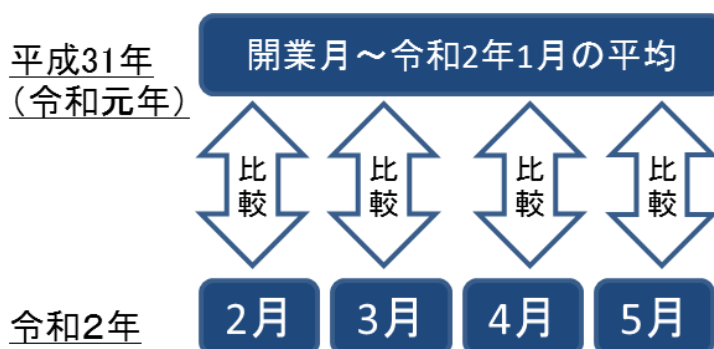 平成31年
（令和元年）
開業月～令和2年1月の平均
比較
比較
比較
比較
令和２年
2月
3月
4月
5月